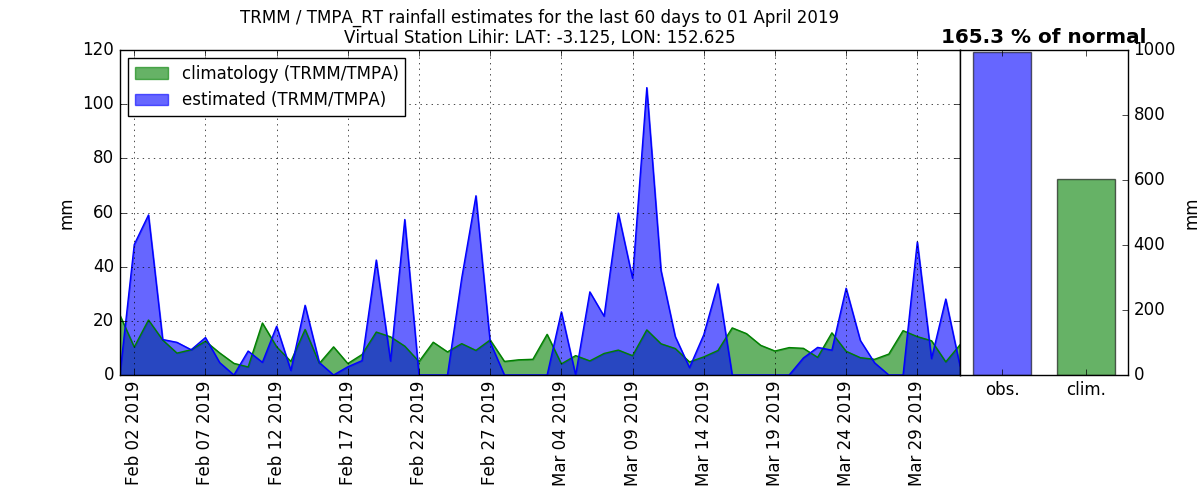 TRMM / TMPA_RT rainfall estimates for the last 60 days to 01 April 2019
Virtual Station Lihir: LAT: -3.125, LON: 152.625
165.3 % of normal
climatology (TRMM/TMPA)
estimated (TRMM/TMPA)
120
100
80
60
40
20
0
mm
Feb 02 2019
Feb 07 2019
Feb 12 2019
Feb 17 2019
Feb 22 2019
Feb 27 2019
Mar 04 2019
Mar 09 2019
Mar 14 2019
Mar 19 2019
Mar 24 2019
Mar 29 2019
obs.
clim.
1000
800
600
400
200
0
mm